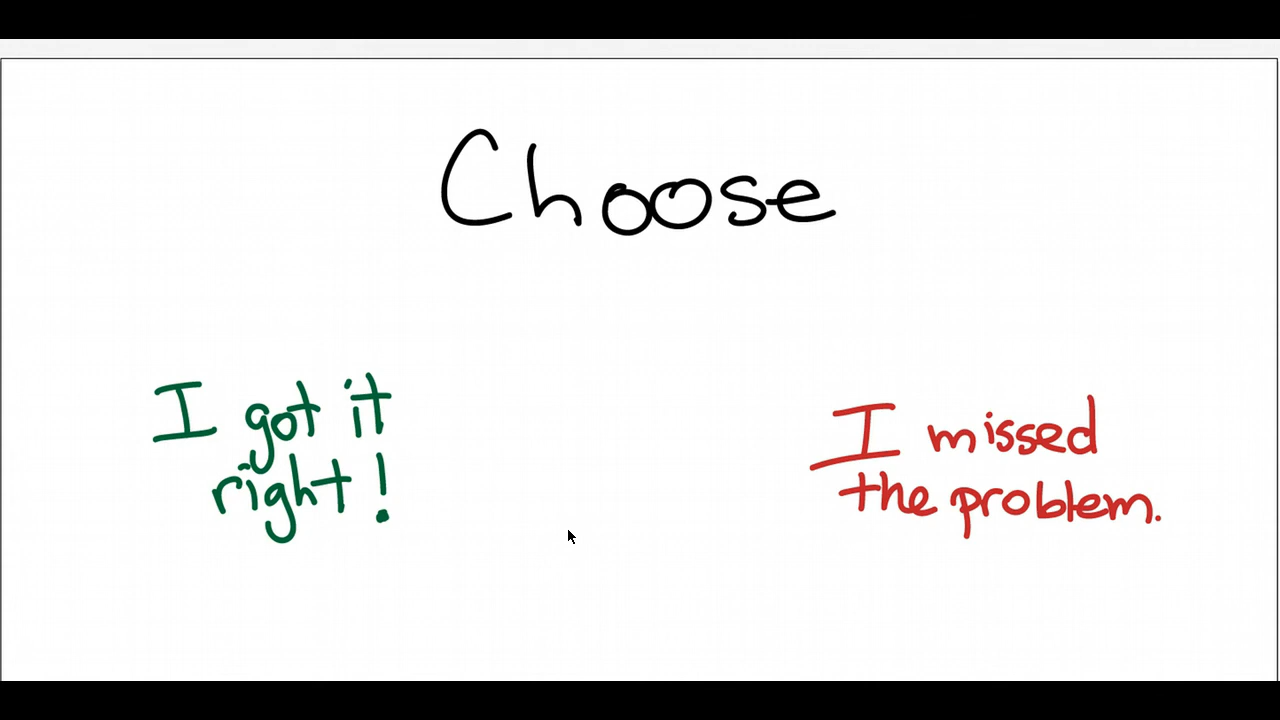 Choose
I got it
right!
I missed
the problem.